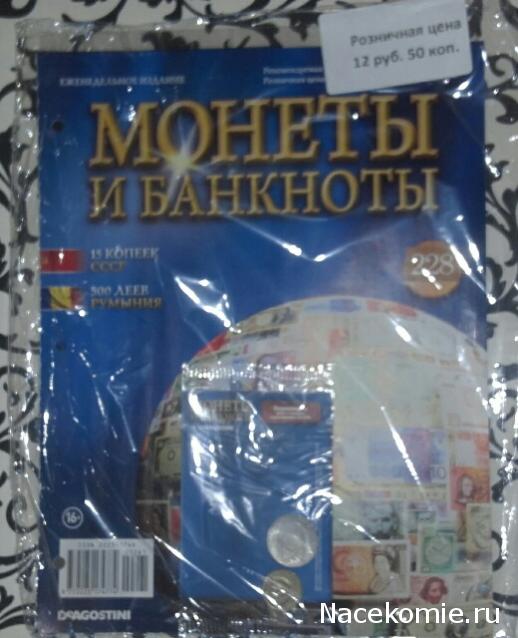 Розничная цена
12 руб. 50 коп.
ЕЖЕНЕДЕЛЬНОЕ ИЗДАНИЕ
МОНЕТЫ
И БАНКНОТЫ
15 КОПЕЕК
СССР
228
500 ЛЕЕВ
РУМЫНИЯ
16+
DEAGOSTINI
Nacekomie.ru